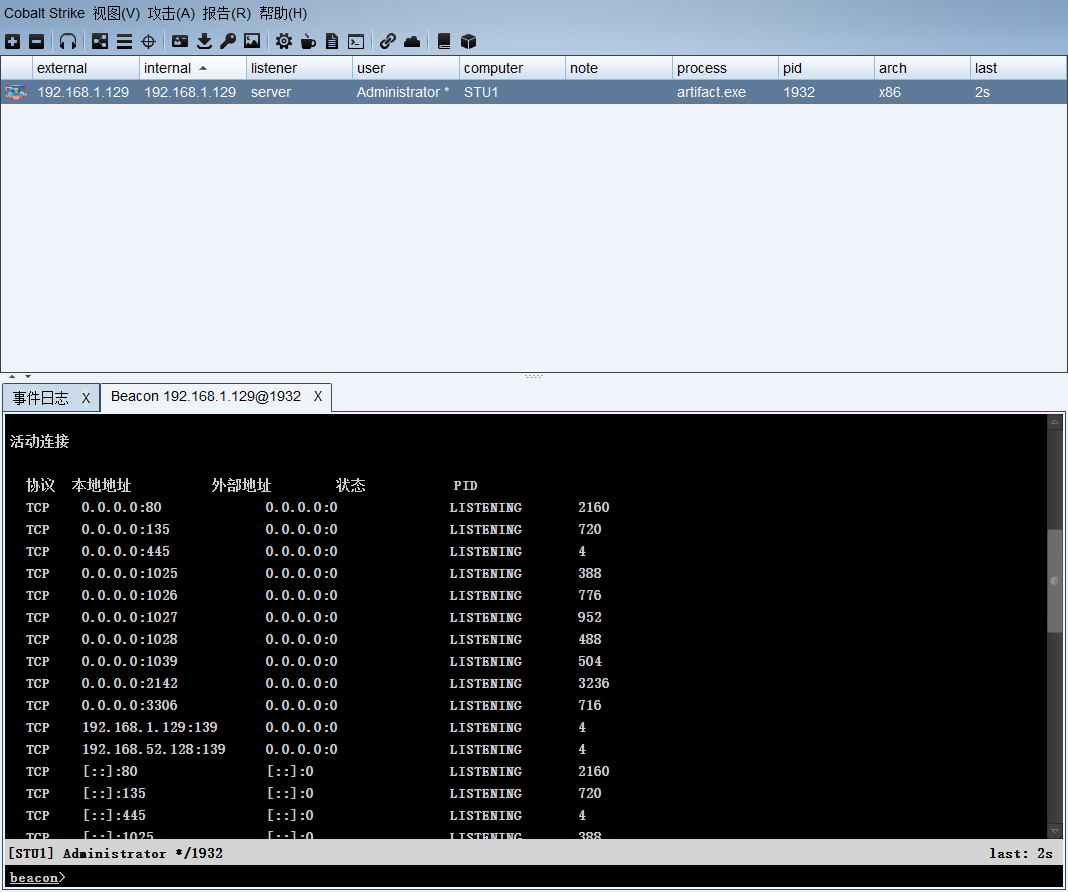 Cobalt Strike 视图(V) 攻击(A) 报告(R) 帮助(H)
external internal listener user computer note process pid arch last
192.168.1.129 192.168.1.129 server Administrator * STU1 artifact.exe 1932 x86 2s
事件日志 X Beacon 192.168.1.129@1932 X
活动连接
协议 本地地址 外部地址 状态 PID
TCP 0.0.0.0:80 0.0.0.0:0 LISTENING 2160
TCP 0.0.0.0:135 0.0.0.0:0 LISTENING 720
TCP 0.0.0.0:445 0.0.0.0:0 LISTENING 4
TCP 0.0.0.0:1025 0.0.0.0:0 LISTENING 388
TCP 0.0.0.0:1026 0.0.0.0:0 LISTENING 776
TCP 0.0.0.0:1027 0.0.0.0:0 LISTENING 952
TCP 0.0.0.0:1028 0.0.0.0:0 LISTENING 488
TCP 0.0.0.0:1039 0.0.0.0:0 LISTENING 504
TCP 0.0.0.0:2142 0.0.0.0:0 LISTENING 3236
TCP 0.0.0.0:3306 0.0.0.0:0 LISTENING 716
TCP 192.168.1.129:139 0.0.0.0:0 LISTENING 4
TCP 192.168.52.128:139 0.0.0.0:0 LISTENING 4
TCP [::]:80 [::]:0 LISTENING 2160
TCP [::]:135 [::]:0 LISTENING 720
TCP [::]:445 [::]:0 LISTENING 4
TCP [::]:1025 [::]:0 LISTENING 388
[STU1] Administrator */1932 last: 2s
beacon>